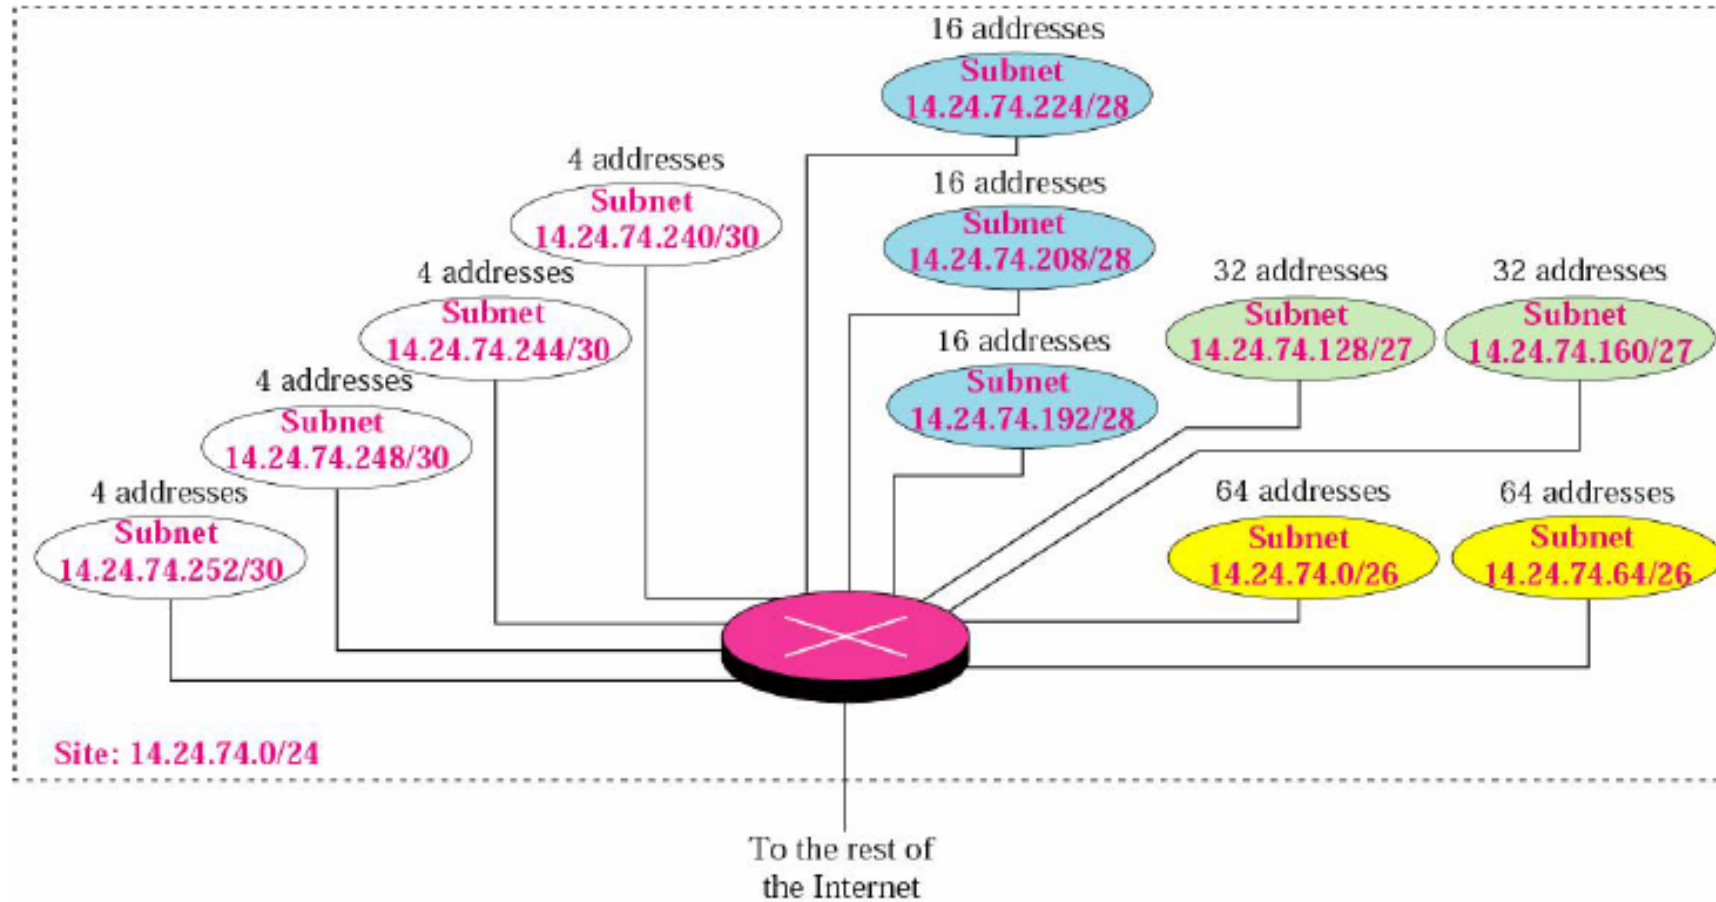 16 addresses
Subnet
14.24.74.224/28
4 addresses
Subnet
14.24.74.240/30
16 addresses
Subnet
14.24.74.208/28
4 addresses
Subnet
14.24.74.244/30
32 addresses
Subnet
14.24.74.128/27
32 addresses
Subnet
14.24.74.160/27
16 addresses
Subnet
14.24.74.192/28
4 addresses
Subnet
14.24.74.248/30
4 addresses
Subnet
14.24.74.252/30
64 addresses
Subnet
14.24.74.0/26
64 addresses
Subnet
14.24.74.64/26
Site: 14.24.74.0/24
To the rest of
the Internet